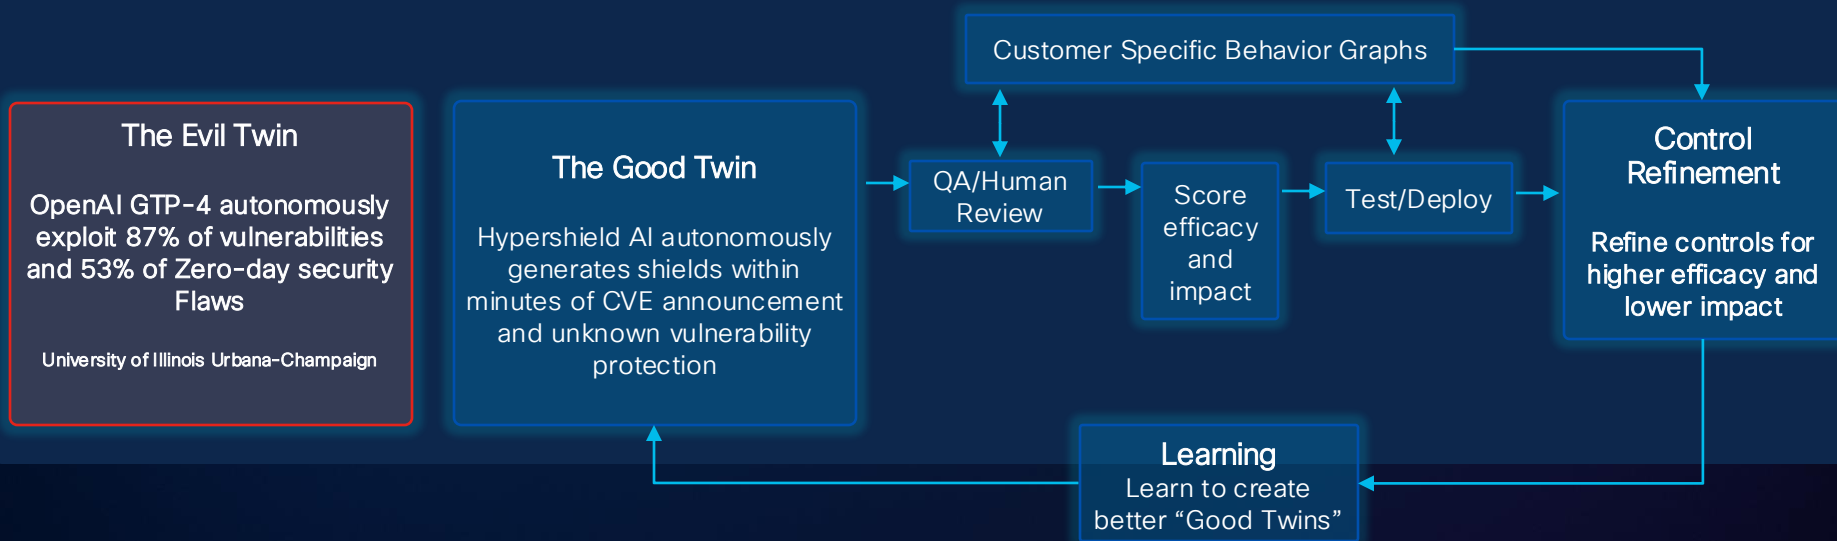 The Evil Twin
OpenAI GTP-4 autonomously
exploit 87% of vulnerabilities
and 53% of Zero-day security
Flaws
University of Illinois Urbana-Champaign
The Good Twin
Hypershield AI autonomously
generates shields within
minutes of CVE announcement
and unknown vulnerability
protection
Customer Specific Behavior Graphs
QA/Human
Review
Score
efficacy
and
impact
Test/Deploy
Control
Refinement
Refine controls for
higher efficacy and
lower impact
Learning
Learn to create
better “Good Twins”